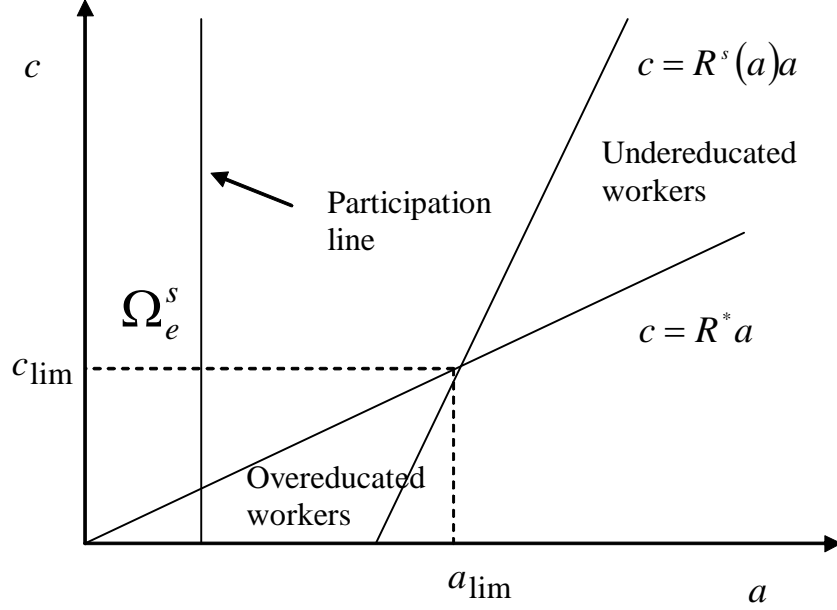 c
c = R^s(a)a
Undereducated
workers
Participation
line
Ω_e^s
c = R^*a
c_lim
Overeducated
workers
a_lim
a